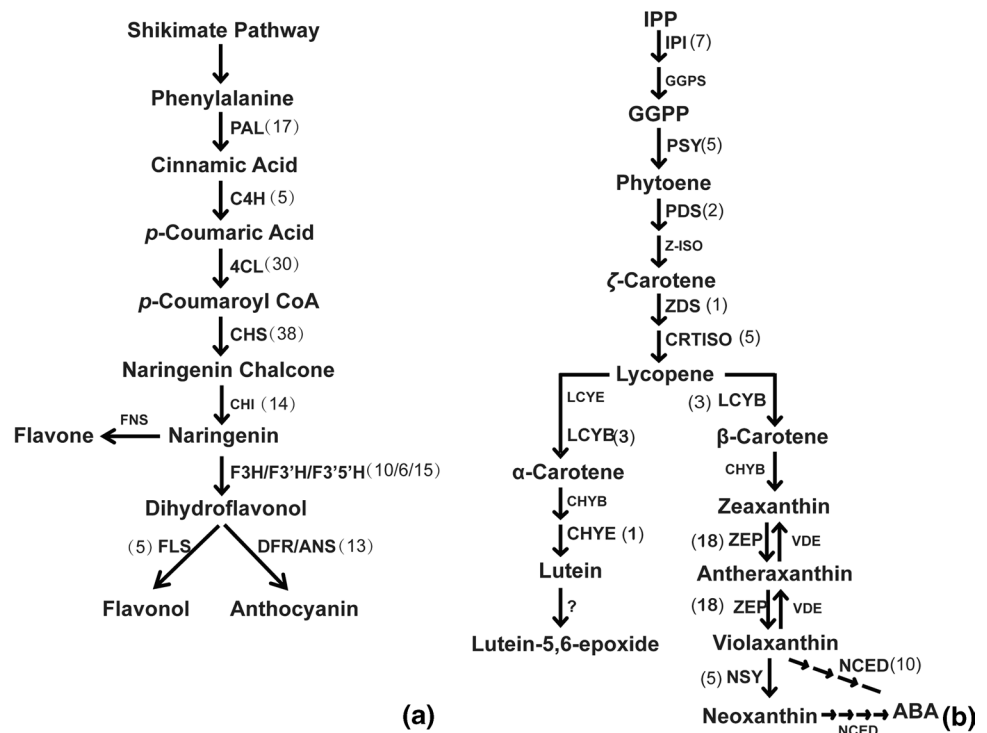 Shikimate Pathway
Phenylalanine
PAL(17)
Cinnamic Acid
C4H (5)
p-Coumaric Acid
4CL(30)
p-Coumaroyl CoA
CHS(38)
Naringenin Chalcone
CHI (14)
FNS
Flavone
Naringenin
F3H/F3'H/F3'5'H(10/6/15)
Dihydroflavonol
(5) FLS
DFR/ANS(13)
Flavonol
Anthocyanin
(a)
IPP
IPI(7)
GGPS
GGPP
PSY(5)
Phytoene
PDS(2)
Z-ISO
ζ-Carotene
ZDS (1)
CRTISO (5)
Lycopene
LCYE
LCYB(3)
α-Carotene
CHYB
CHYE (1)
Lutein
?
Lutein-5,6-epoxide
(3) LCYB
β-Carotene
CHYB
Zeaxanthin
(18) ZEP
VDE
Antheraxanthin
(18) ZEP
VDE
Violaxanthin
NCED(10)
(5) NSY
Neoxanthin
NCED
ABA
(b)